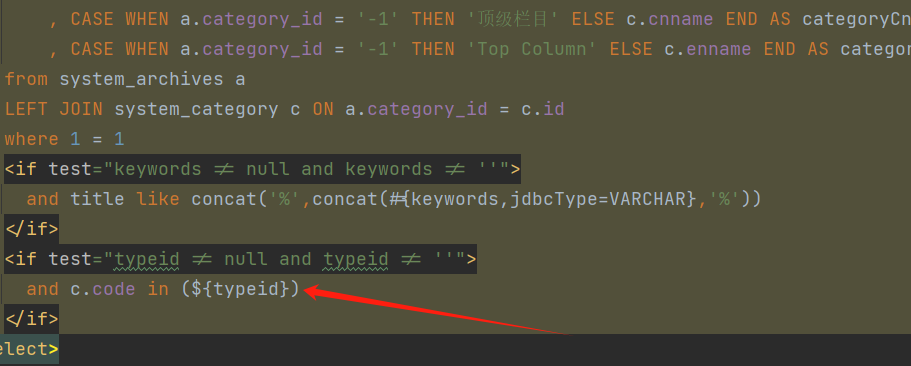 , CASE WHEN a.category_id = '-1' THEN '顶级栏目' ELSE c.cnname END AS categoryCn
, CASE WHEN a.category_id = '-1' THEN 'Top Column' ELSE c.enname END AS categor
from system_archives a
LEFT JOIN system_category c ON a.category_id = c.id
where 1 = 1
<if test="keywords != null and keywords != ''">
and title like concat('%',concat(#{keywords,jdbcType=VARCHAR},'%'))
</if>
<if test="typeid != null and typeid != ''">
and c.code in (${typeid})
</if>
elect>